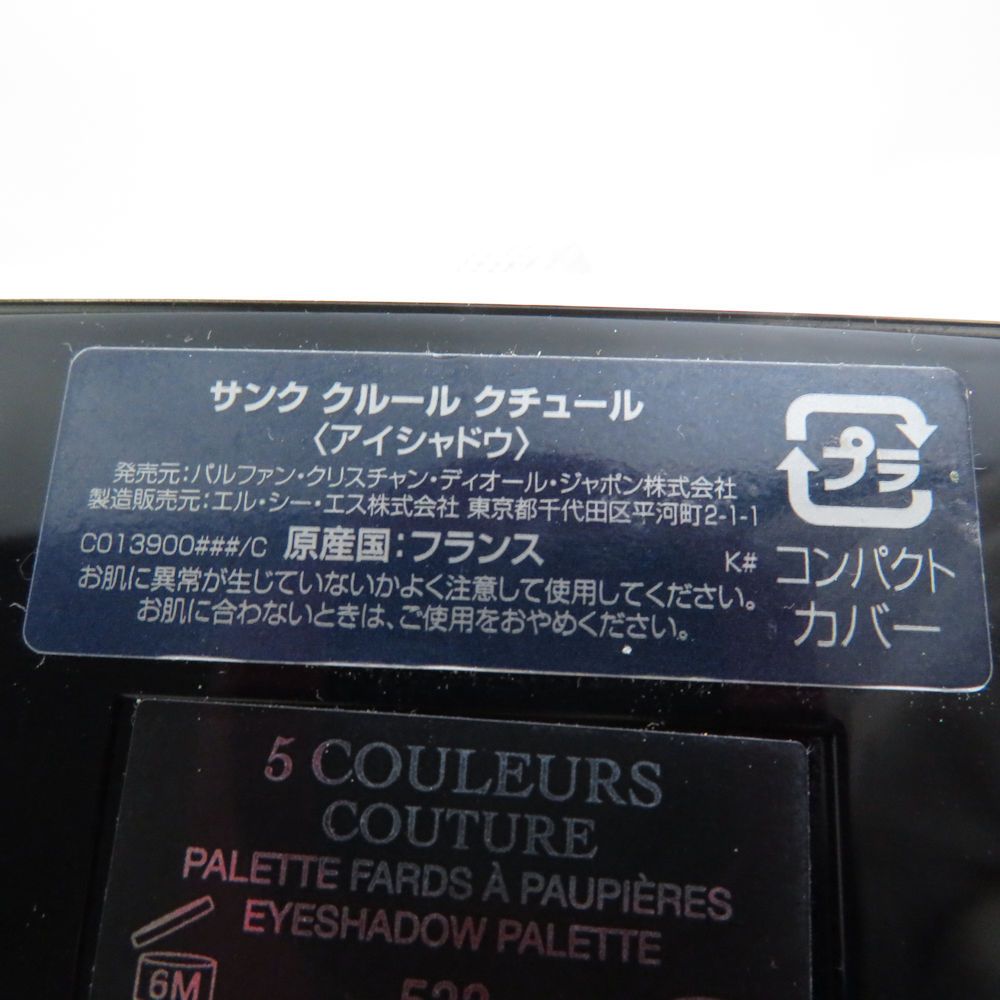 サンク クルール クチュール
〈アイシャドウ〉
発売元：パルファン・クリスチャン・ディオール・ジャポン株式会社
製造販売元：エル・シー・エス株式会社 東京都千代田区平河町2-1-1
C013900###/C 原産国：フランス K#
お肌に異常が生じていないかよく注意して使用してください。
お肌に合わないときは、ご使用をおやめください。
プラ
コンパクト
カバー
5 COULEURS
COUTURE
PALETTE FARDS À PAUPIÈRES
EYESHADOW PALETTE
6M